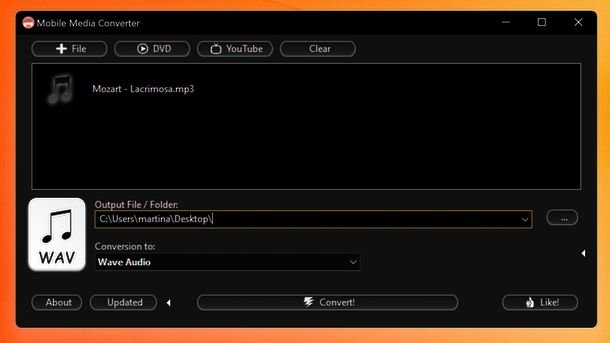 Mobile Media Converter
File
DVD
YouTube
Clear
Mozart - Lacrimosa.mp3
Output File / Folder:
C:\Users\martina\Desktop\
...
WAV
Conversion to:
Wave Audio
About
Updated
Convert!
Like!